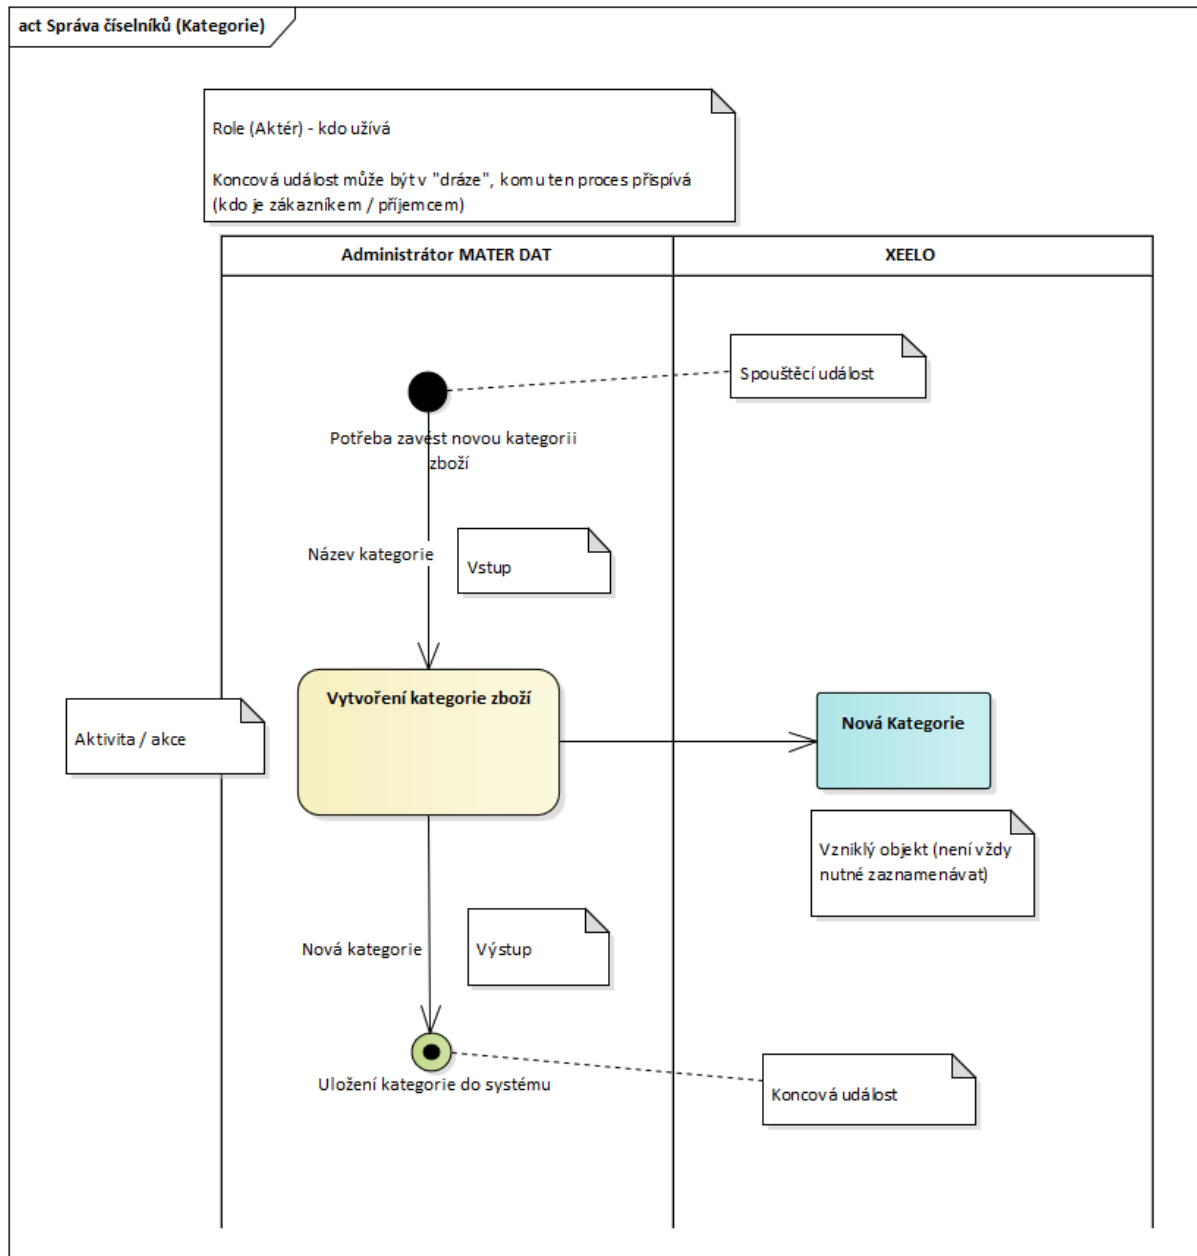 act Správa číselníků (Kategorie)
Role (Aktér) - kdo užívá
Koncová událost může být v "dráze", komu ten proces přispívá
(kdo je zákazníkem / příjemcem)
Administrátor MATER DAT
XEELO
Spouštěcí událost
Potřeba zavést novou kategorii
zboží
Název kategorie
Vstup
Vytvoření kategorie zboží
Aktivita / akce
Nová Kategorie
Vzniklý objekt (není vždy
nutné zaznamenávat)
Nová kategorie
Výstup
Uložení kategorie do systému
Koncová událost